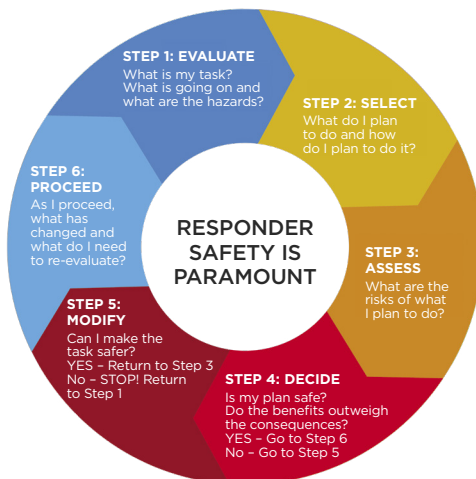 STEP 1: EVALUATE
What is my task?
What is going on and
what are the hazards?
STEP 2: SELECT
What do I plan
to do and how
do I plan to do it?
STEP 3:
ASSESS
What are the
risks of what
I plan to do?
STEP 4: DECIDE
Is my plan safe?
Do the benefits outweigh
the consequences?
YES – Go to Step 6
No – Go to Step 5
STEP 5:
MODIFY
Can I make the
task safer?
YES – Return to Step 3
No – STOP! Return
to Step 1
STEP 6:
PROCEED
As I proceed,
what has
changed and
what do I need
to re-evaluate?
RESPONDER
SAFETY IS
PARAMOUNT